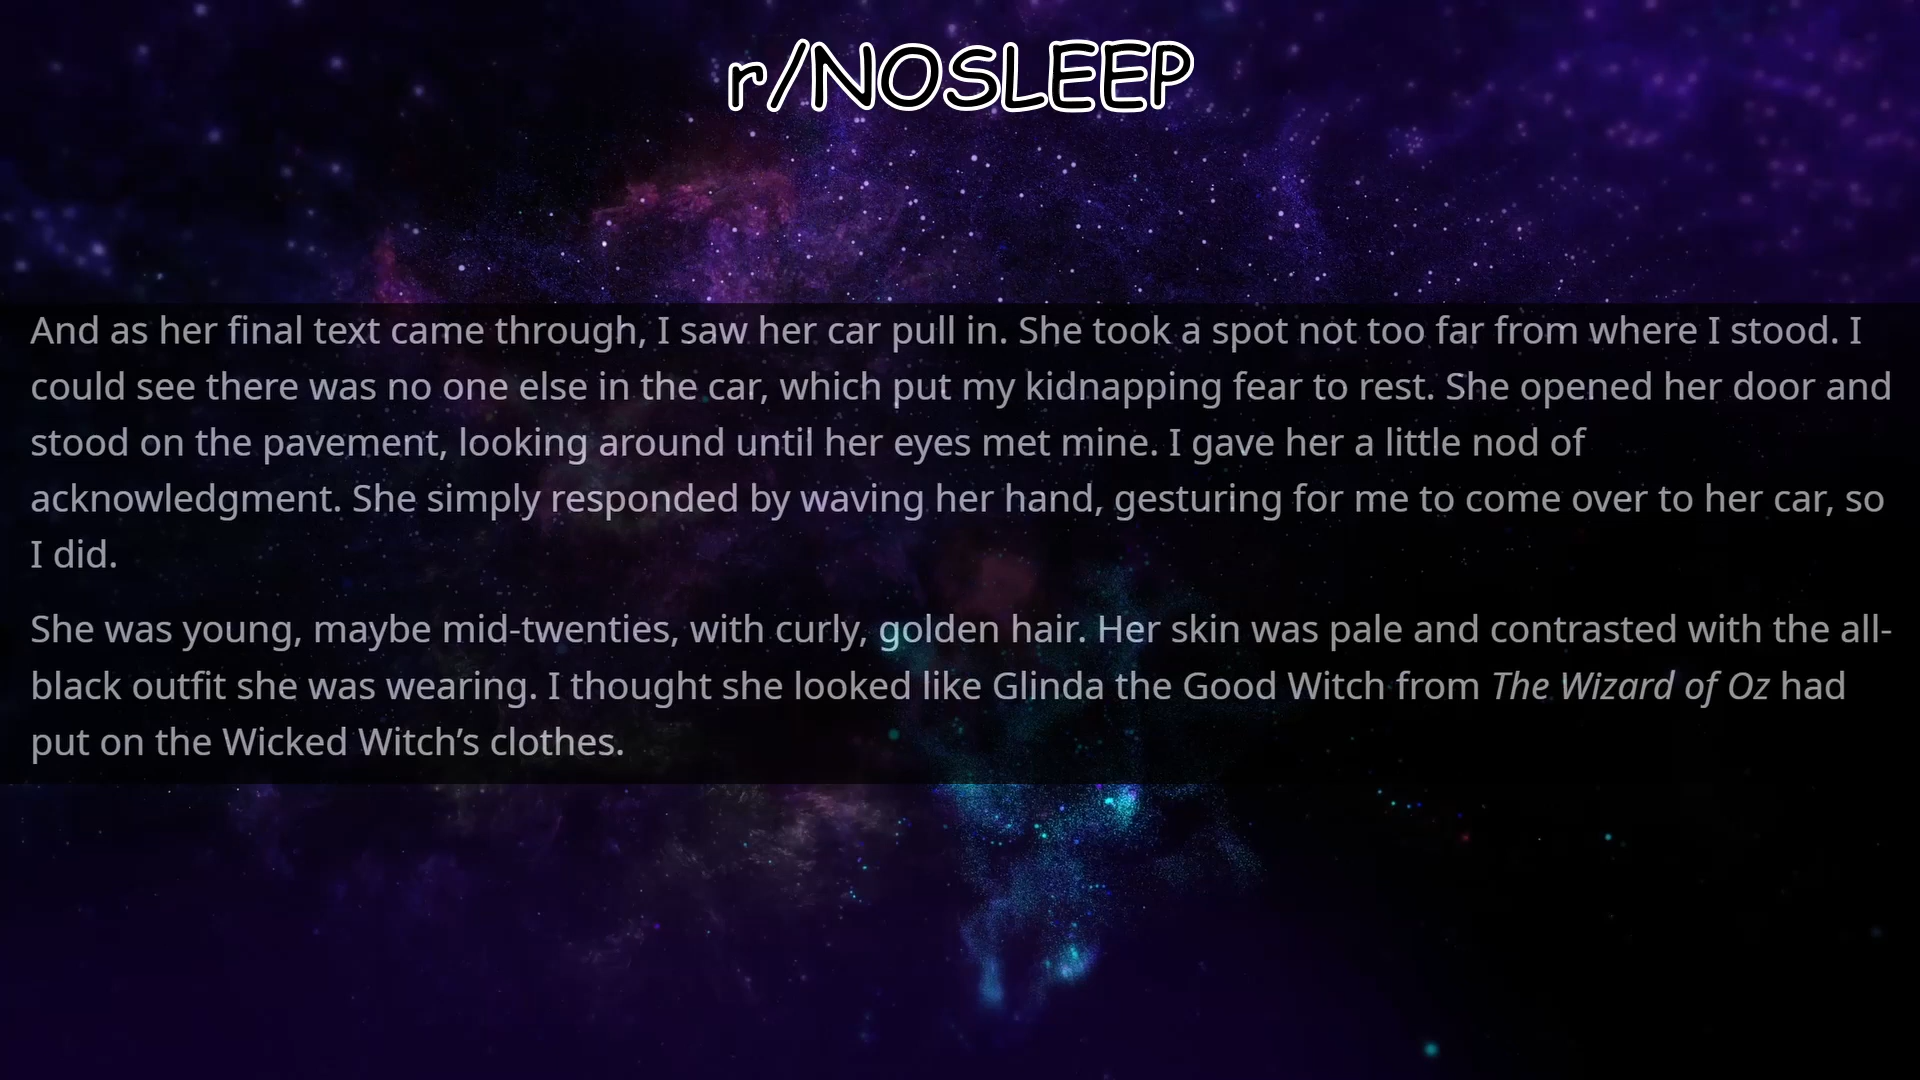 r/NOSLEEP
And as her final text came through, I saw her car pull in. She took a spot not too far from where I stood. I
could see there was no one else in the car, which put my kidnapping fear to rest. She opened her door and
stood on the pavement, looking around until her eyes met mine. I gave her a little nod of
acknowledgment. She simply responded by waving her hand, gesturing for me to come over to her car, so
I did.
She was young, maybe mid-twenties, with curly, golden hair. Her skin was pale and contrasted with the all-
black outfit she was wearing. I thought she looked like Glinda the Good Witch from The Wizard of Oz had
put on the Wicked Witch’s clothes.